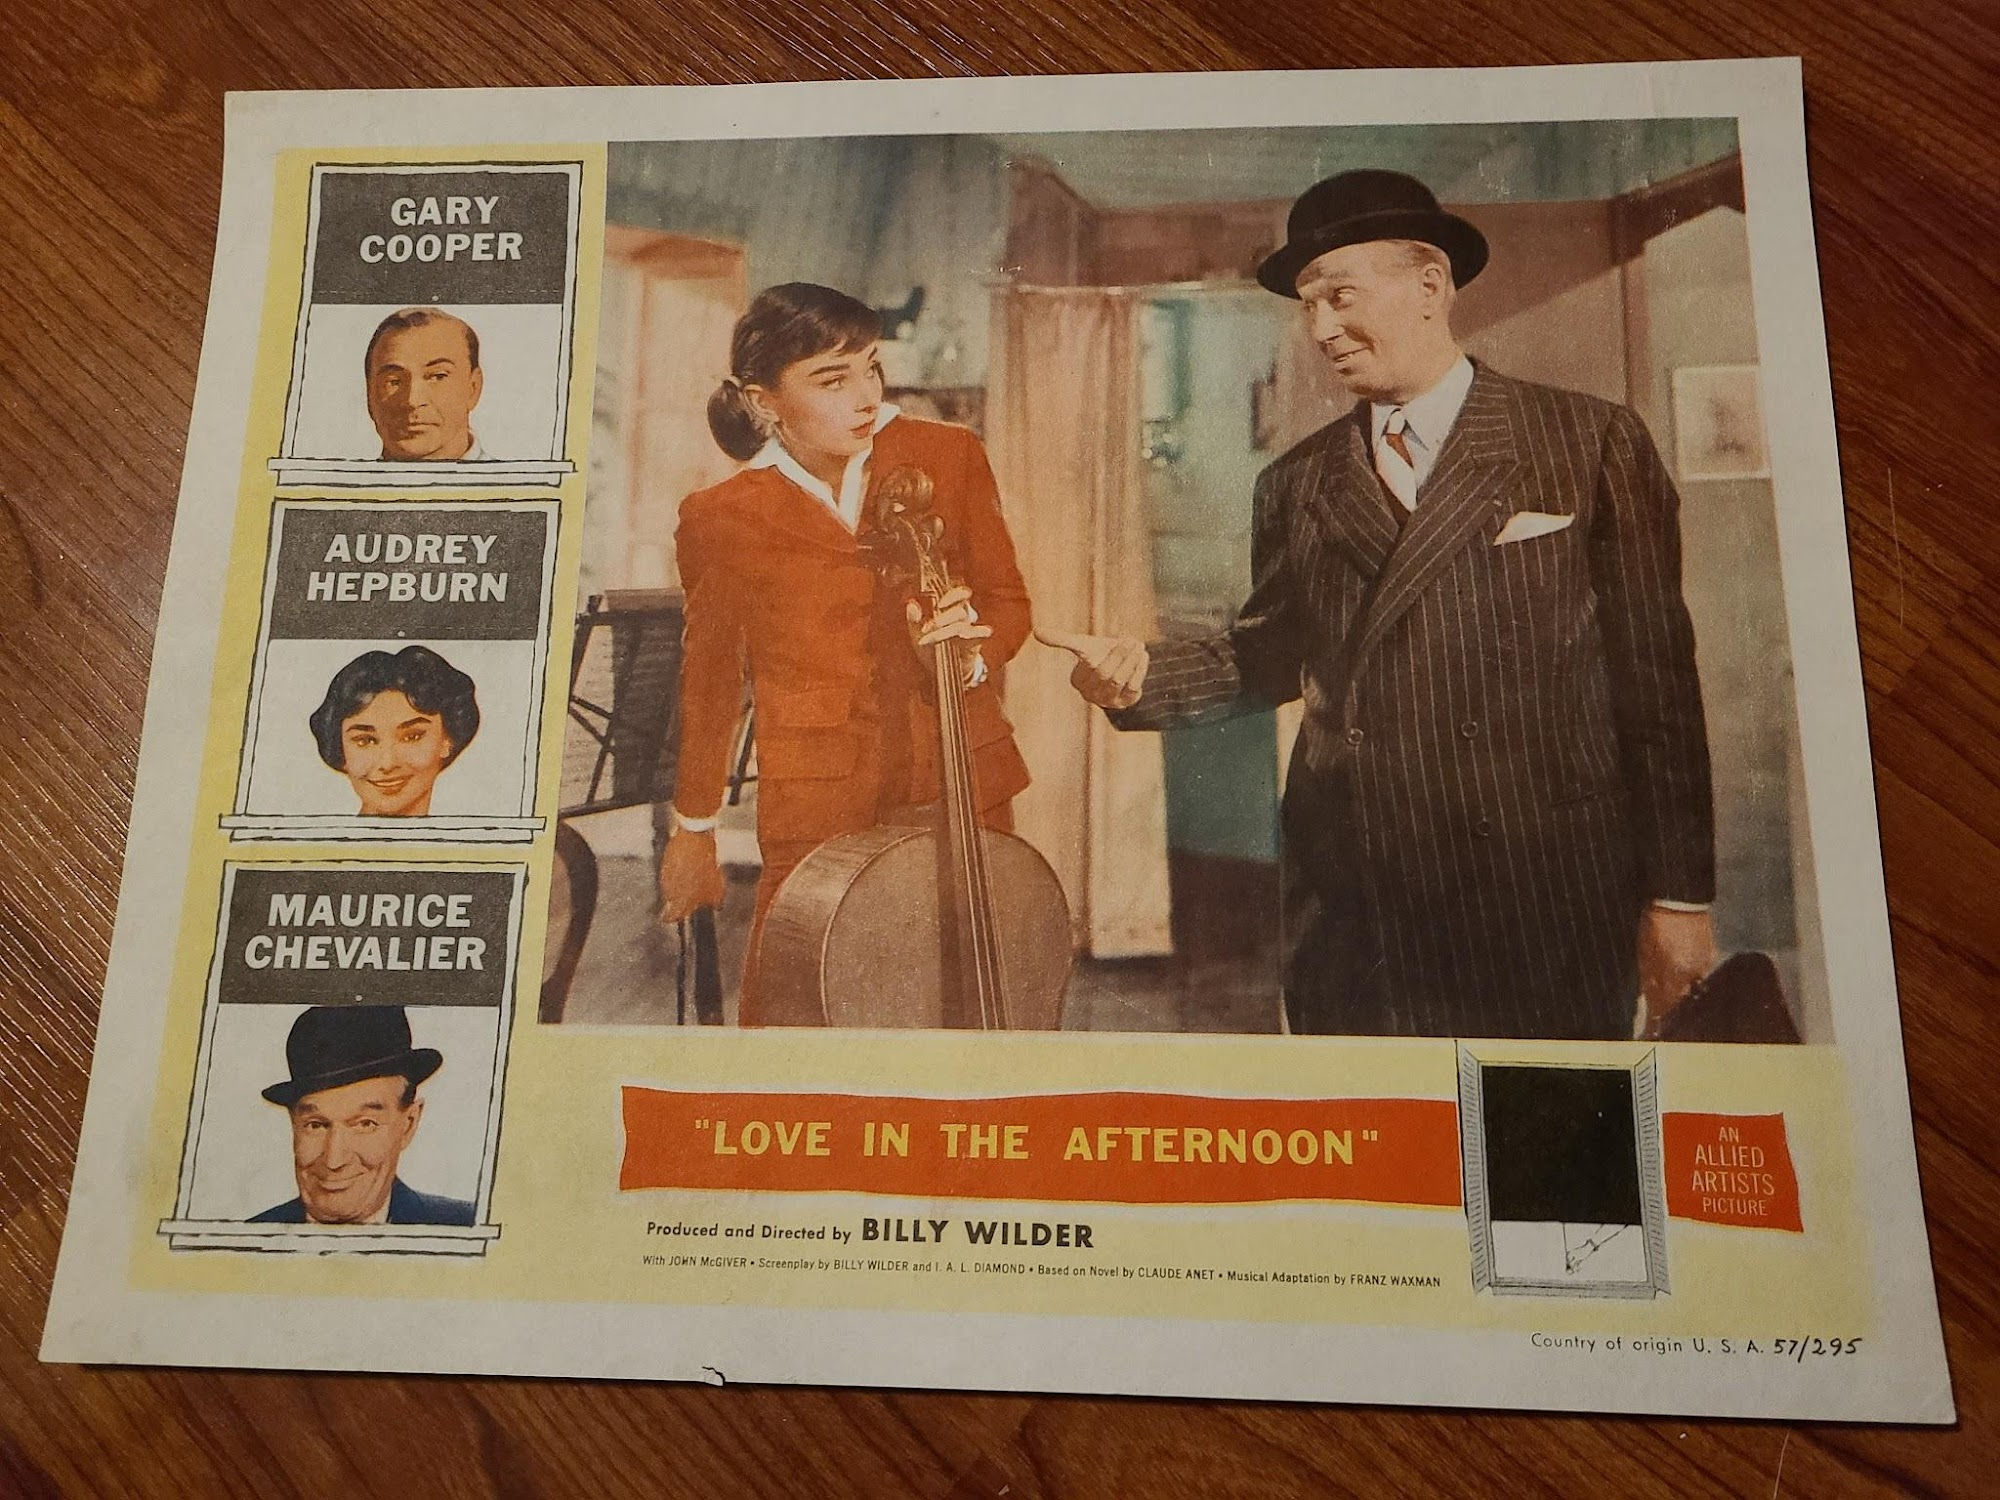 GARY
COOPER
AUDREY
HEPBURN
MAURICE
CHEVALIER
"LOVE IN THE AFTERNOON"
AN
ALLIED
ARTISTS
PICTURE
Produced and Directed by BILLY WILDER
With JOHN McGIVER • Screenplay by BILLY WILDER and I. A. L. DIAMOND • Based on Novel by CLAUDE ANET • Musical Adaptation by FRANZ WAXMAN
Country of origin U. S. A. 57/295